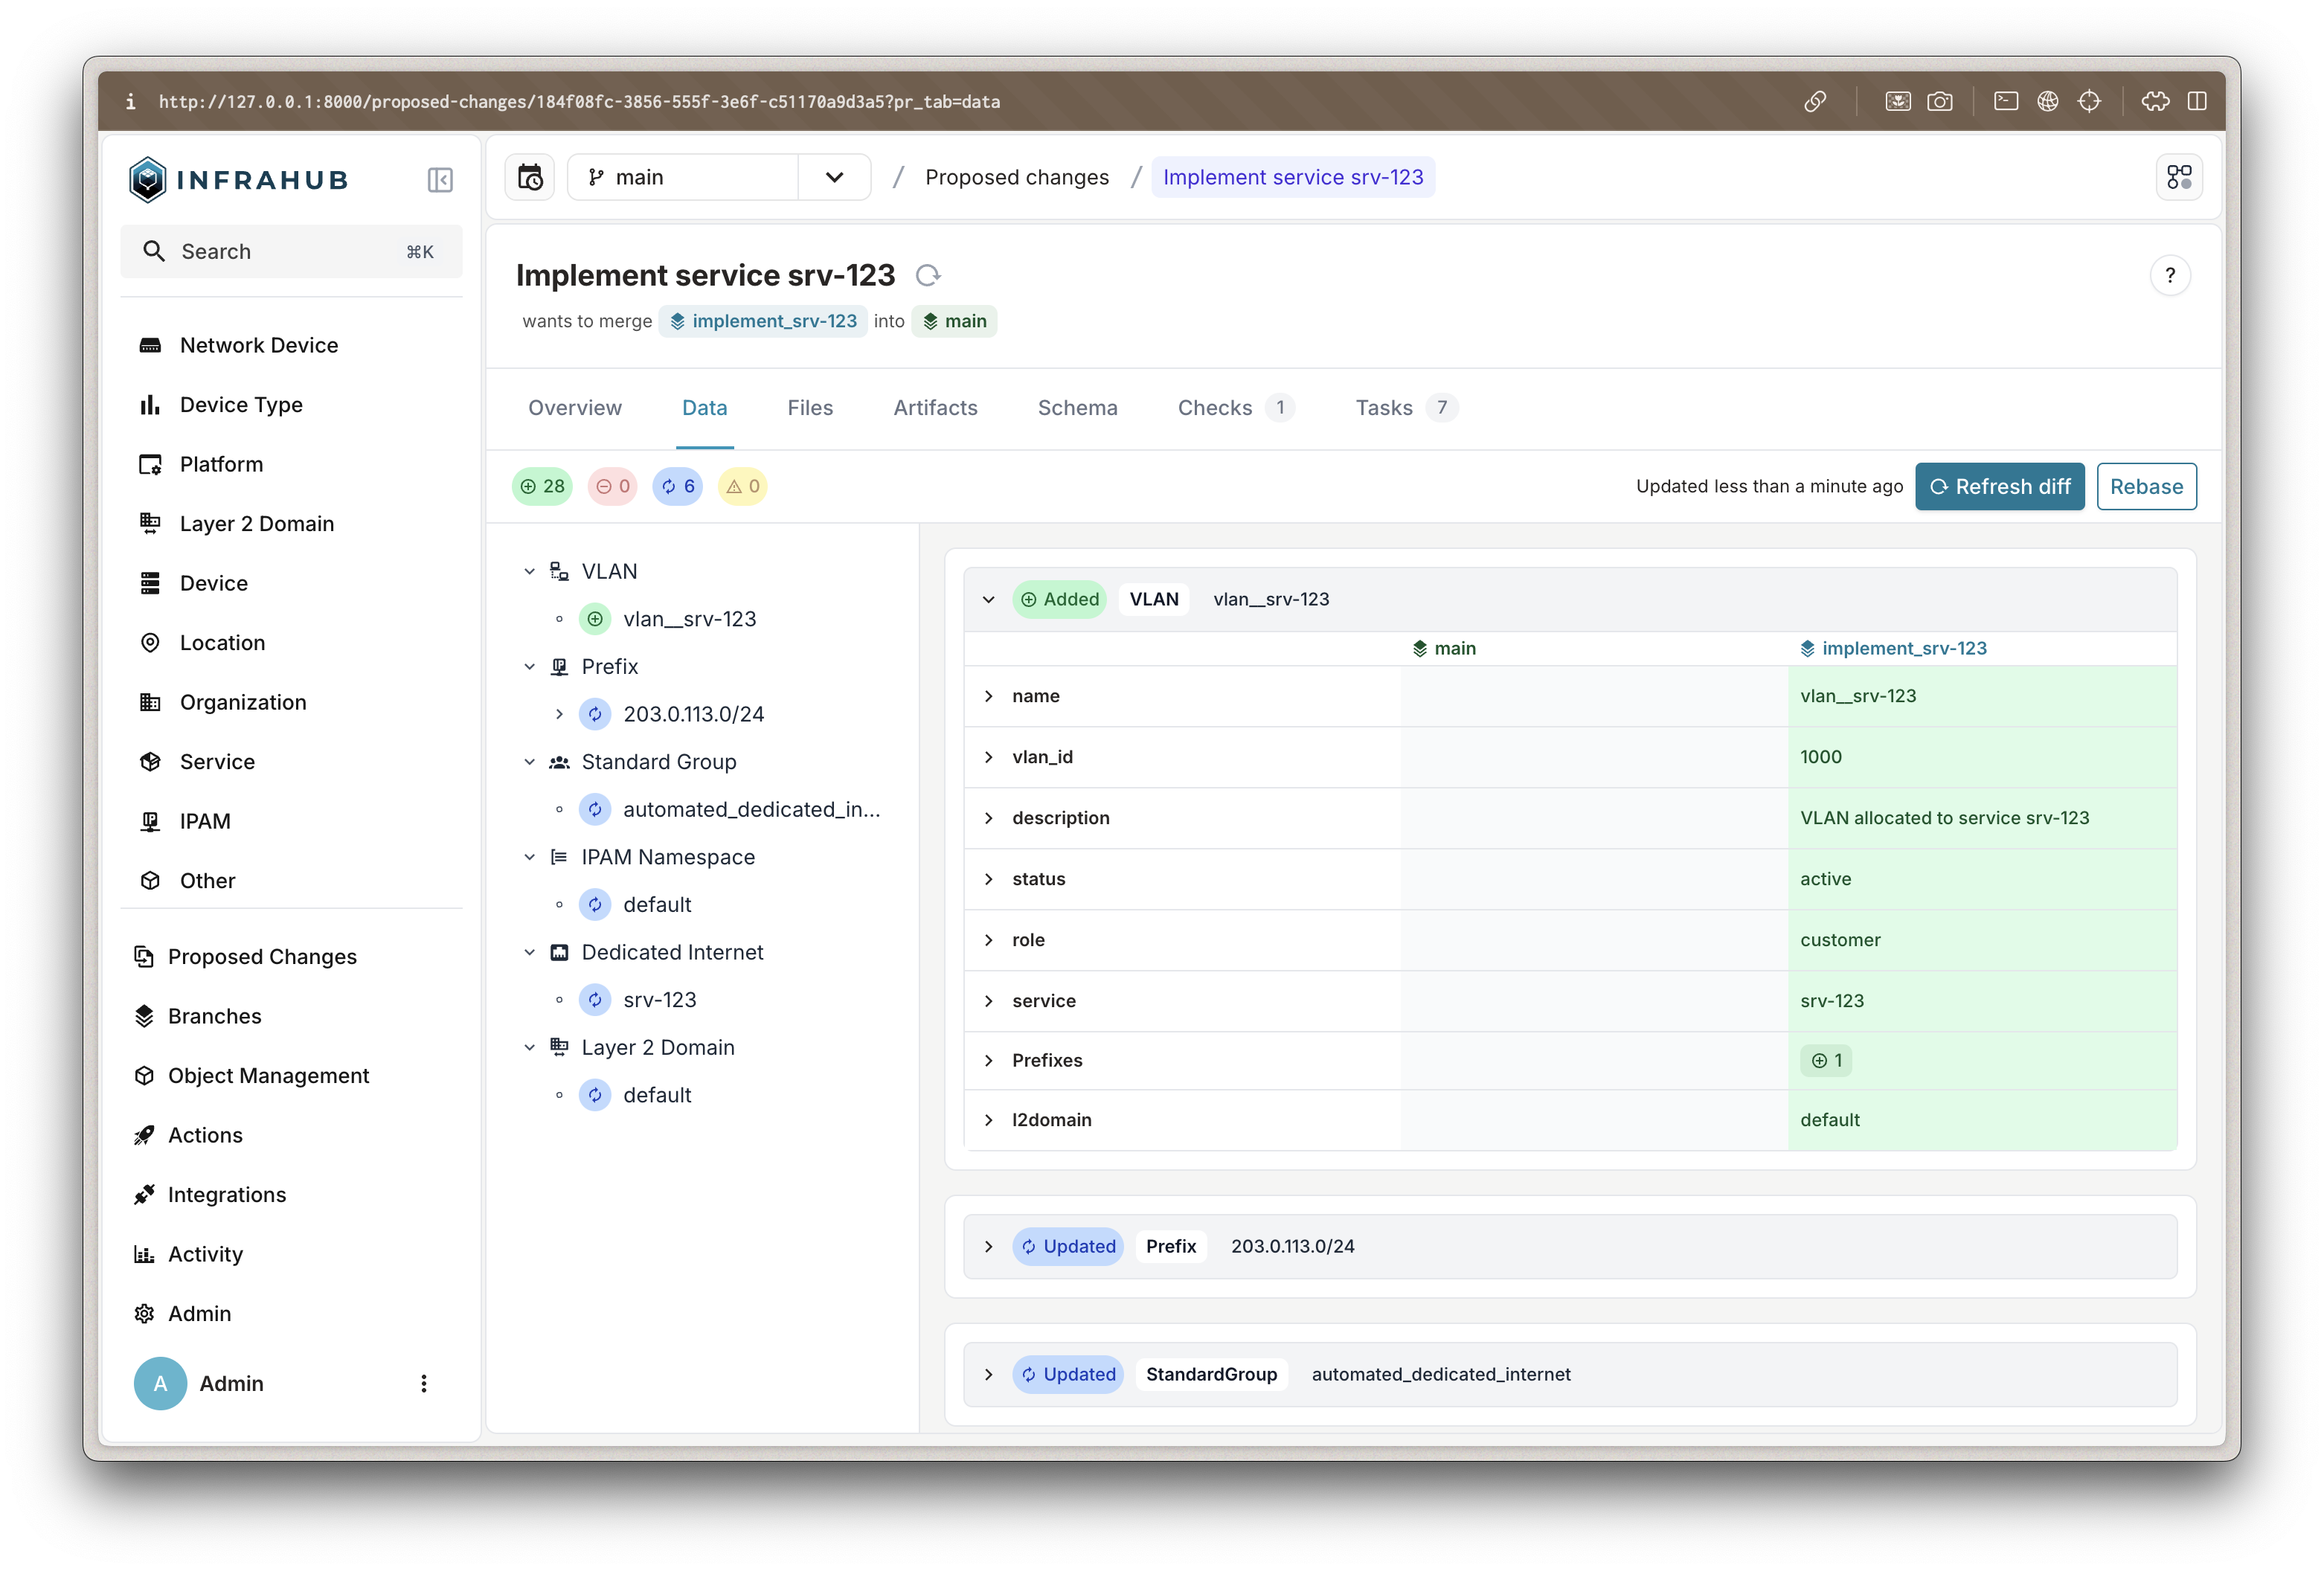 http://127.0.0.1:8000/proposed-changes/184f08fc-3856-555f-3e6f-c51170a9d3a5?pr_tab=data
INFRAHUB
Search ⌘K
Network Device
Device Type
Platform
Layer 2 Domain
Device
Location
Organization
Service
IPAM
Other
Proposed Changes
Branches
Object Management
Actions
Integrations
Activity
Admin
A Admin
main / Proposed changes / Implement service srv-123
Implement service srv-123
?
wants to merge implement_srv-123 into main
Overview Data Files Artifacts Schema Checks 1 Tasks 7
28 0 6 0 Updated less than a minute ago Refresh diff Rebase
VLAN
vlan__srv-123
Prefix
203.0.113.0/24
Standard Group
automated_dedicated_in...
IPAM Namespace
default
Dedicated Internet
srv-123
Layer 2 Domain
default
Added VLAN vlan__srv-123
main implement_srv-123
name vlan__srv-123
vlan_id 1000
description VLAN allocated to service srv-123
status active
role customer
service srv-123
Prefixes 1
l2domain default
Updated Prefix 203.0.113.0/24
Updated StandardGroup automated_dedicated_internet